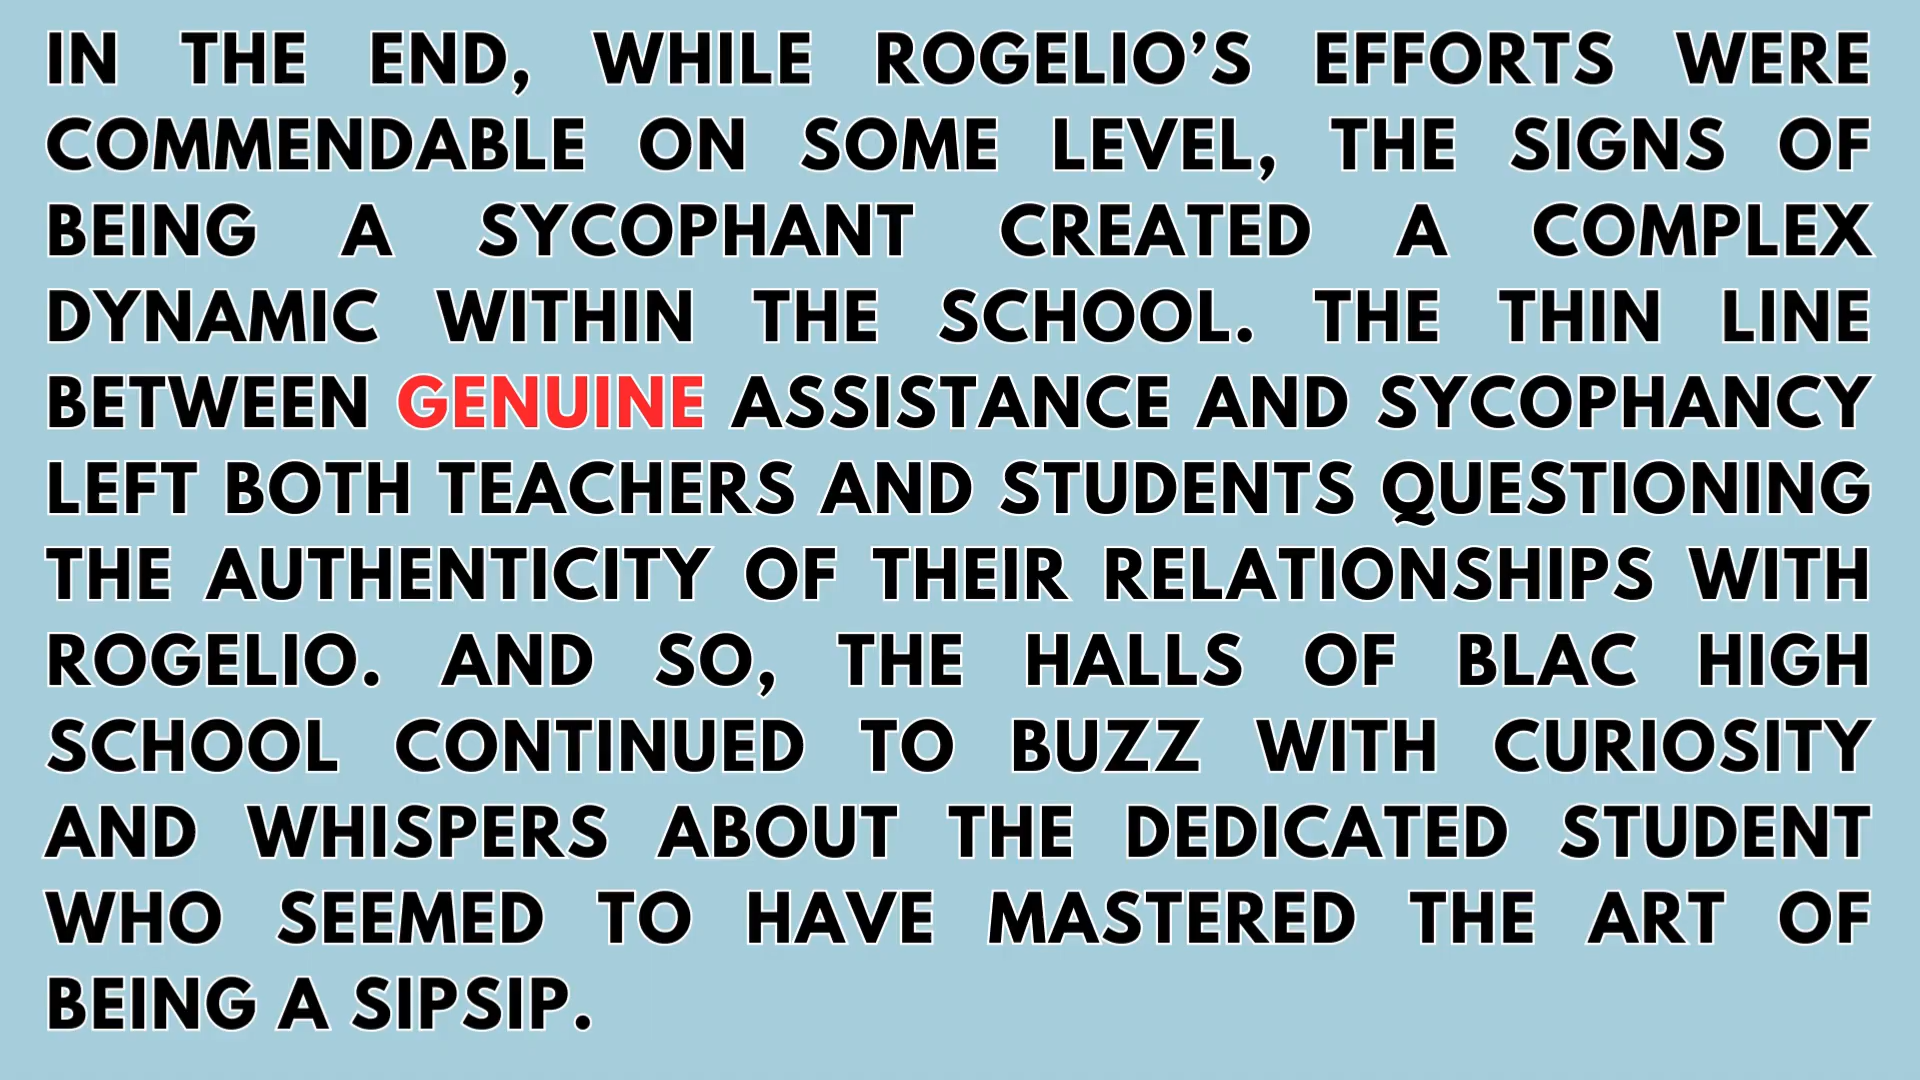 IN THE END, WHILE ROGELIO’S EFFORTS WERE
COMMENDABLE ON SOME LEVEL, THE SIGNS OF
BEING A SYCOPHANT CREATED A COMPLEX
DYNAMIC WITHIN THE SCHOOL. THE THIN LINE
BETWEEN GENUINE ASSISTANCE AND SYCOPHANCY
LEFT BOTH TEACHERS AND STUDENTS QUESTIONING
THE AUTHENTICITY OF THEIR RELATIONSHIPS WITH
ROGELIO. AND SO, THE HALLS OF BLAC HIGH
SCHOOL CONTINUED TO BUZZ WITH CURIOSITY
AND WHISPERS ABOUT THE DEDICATED STUDENT
WHO SEEMED TO HAVE MASTERED THE ART OF
BEING A SIPSIP.